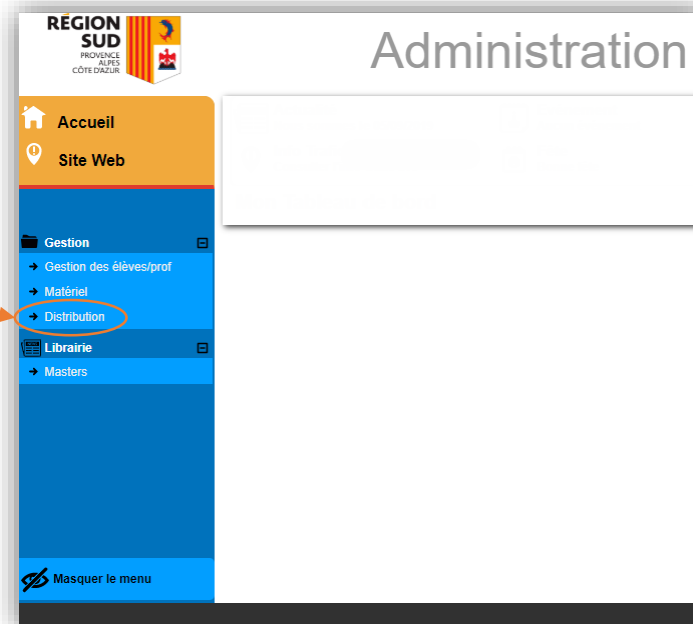 RÉGION
SUD
PROVENCE
ALPES
CÔTE D'AZUR
Administration
Accueil
Site Web
Gestion
Gestion des élèves/prof
Matériel
Distribution
Librairie
Masters
Masquer le menu